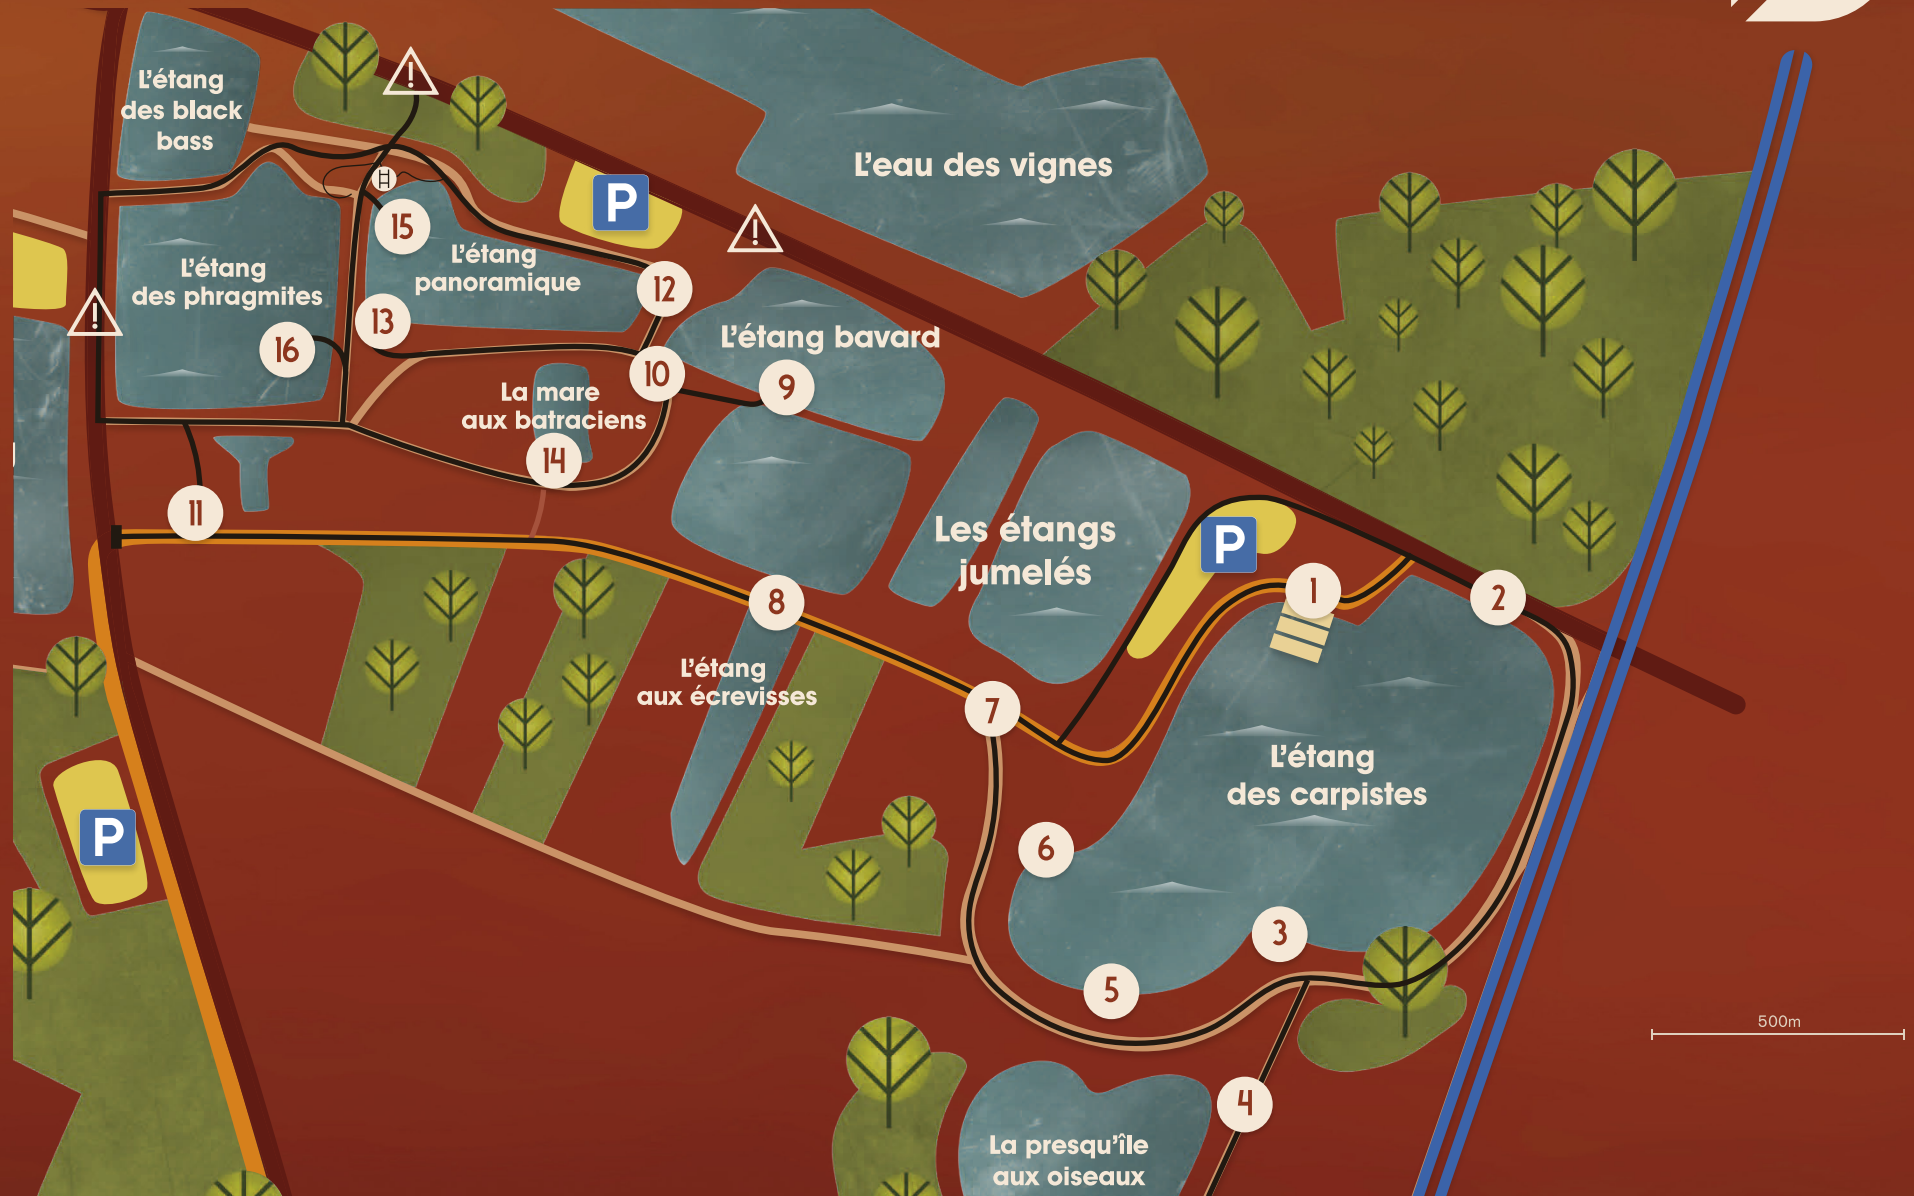 L'étang
des black
bass
L'eau des vignes
P
15
L'étang
panoramique
12
L'étang
des phragmites
13
16
L'étang bavard
10
9
La mare
aux batraciens
14
11
Les étangs
jumelés
P
1
2
8
L'étang
aux écrevisses
7
L'étang
des carpistes
P
6
3
5
500m
4
La presqu'île
aux oiseaux